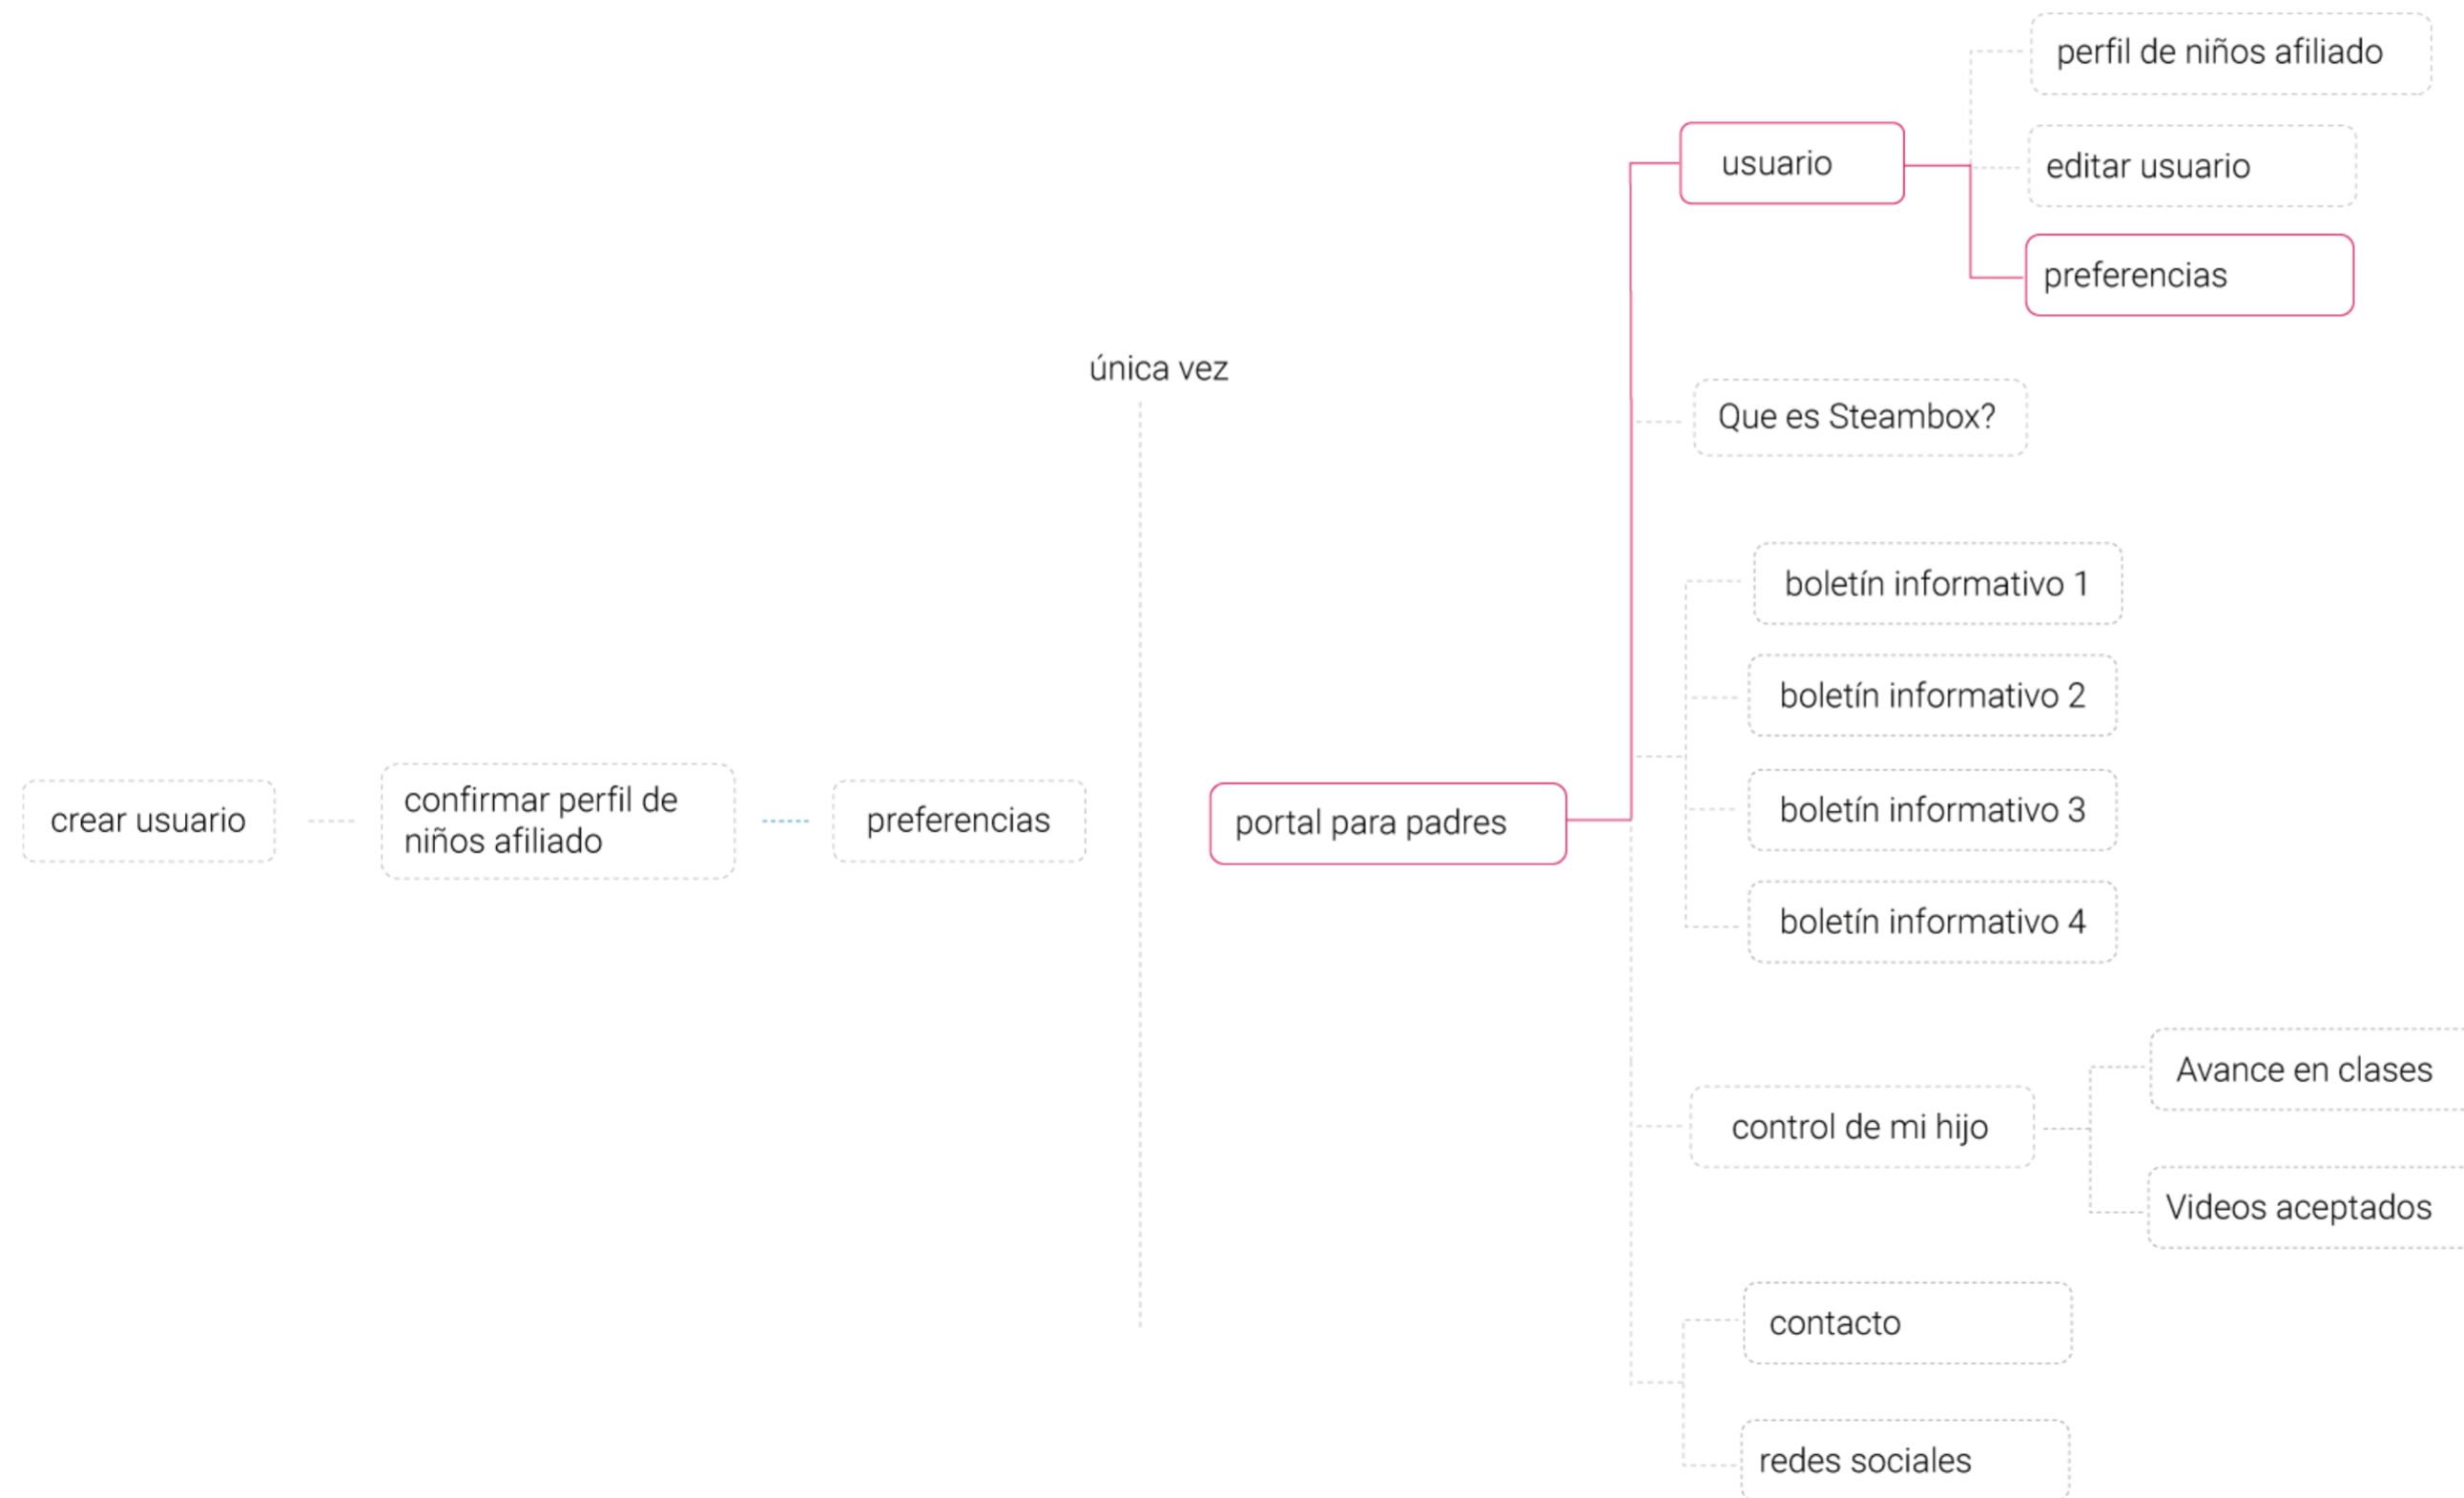 perfil de niños afiliado
usuario
editar usuario
preferencias
única vez
Que es Steambox?
boletín informativo 1
boletín informativo 2
boletín informativo 3
boletín informativo 4
crear usuario
confirmar perfil de
niños afiliado
preferencias
portal para padres
Avance en clases
control de mi hijo
Videos aceptados
contacto
redes sociales